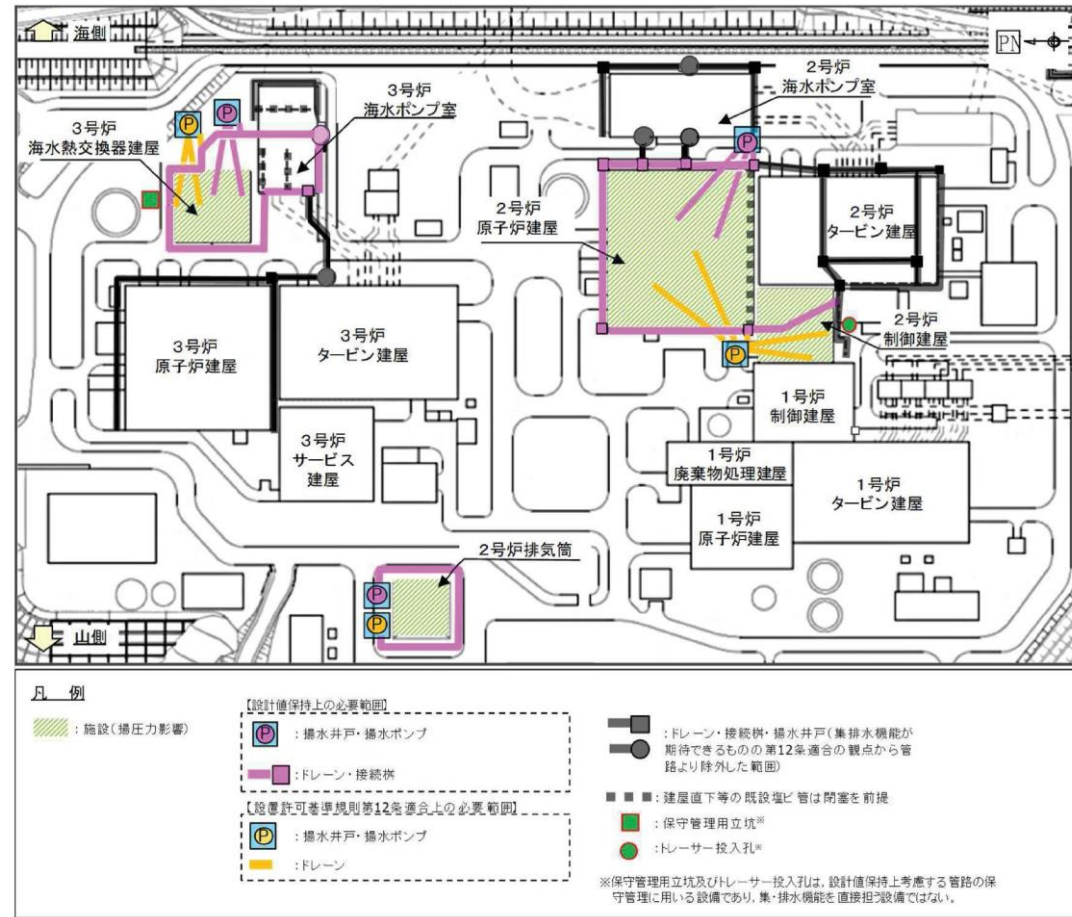 海側
PN
3号炉
海水ポンプ室
2号炉
海水ポンプ室
3号炉
海水熱交換器建屋
P
P
P
2号炉
原子炉建屋
2号炉
タービン建屋
3号炉
原子炉建屋
3号炉
タービン建屋
2号炉
制御建屋
P
1号炉
制御建屋
3号炉
サービス
建屋
1号炉
廃棄物処理建屋
1号炉
タービン建屋
1号炉
原子炉建屋
2号炉排気筒
P
P
山側
凡 例
:施設(揚圧力影響)
【設計値保持上の必要範囲】
P :揚水井戸・揚水ポンプ
:ドレーン・接続桝
【設置許可基準規則第12条適合上の必要範囲】
P :揚水井戸・揚水ポンプ
:ドレーン
:ドレーン・接続桝・揚水井戸(集排水機能が
期待できるものの第12条適合の観点から管
路より除外した範囲)
:建屋直下等の既設塩ビ管は閉塞を前提
:保守管理用立坑※
:トレーサー投入孔※
※保守管理用立坑及びトレーサー投入孔は、設計値保持上考慮する管路の保
守管理に用いる設備であり、集・排水機能を直接担う設備ではない。